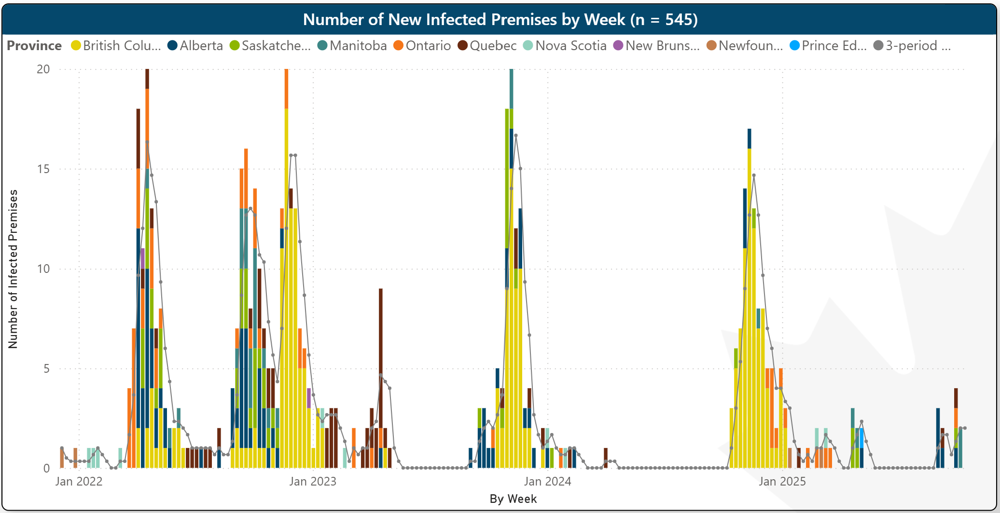 Number of New Infected Premises by Week (n = 545)
Province British Colu... Alberta Saskatche... Manitoba Ontario Quebec Nova Scotia New Bruns... Newfoun... Prince Ed... 3-period ...
20
15
10
5
0
Number of Infected Premises
Jan 2022 Jan 2023 Jan 2024 Jan 2025
By Week